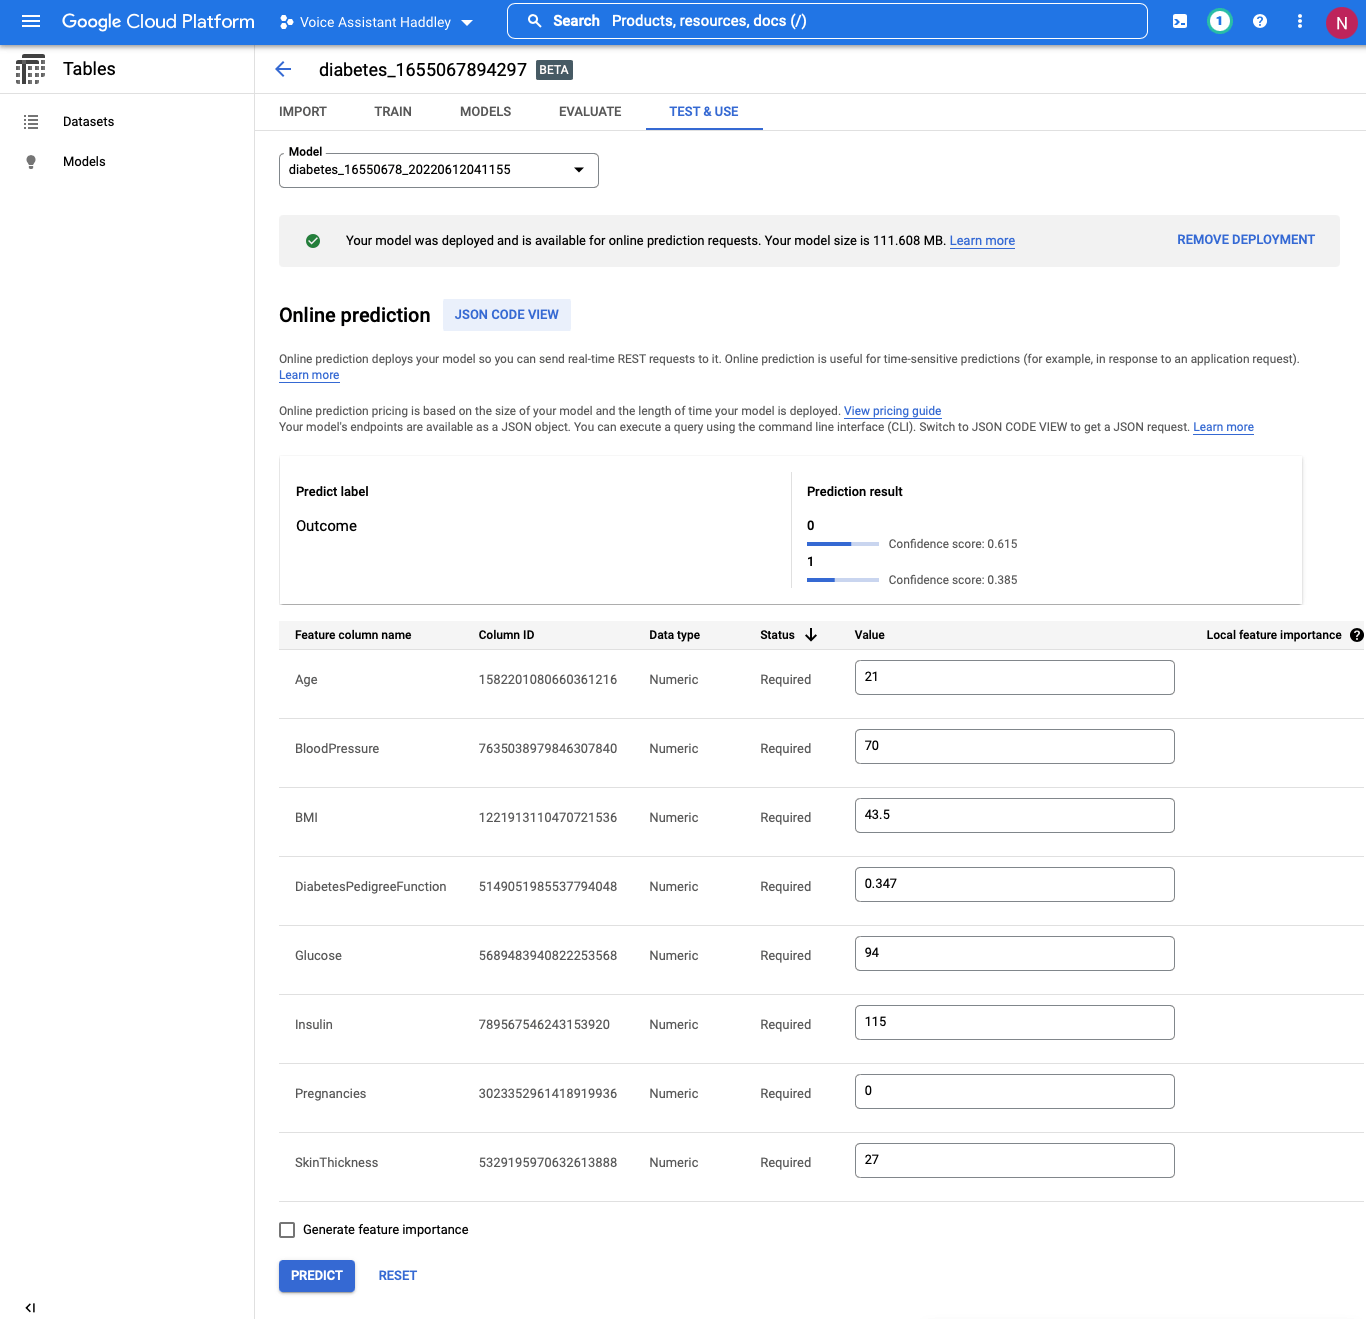 Google Cloud Platform
Voice Assistant Haddley
Search Products, resources, docs (/)
1
N
Tables
diabetes_1655067894297 BETA
Datasets
Models
IMPORT TRAIN MODELS EVALUATE TEST & USE
Model
diabetes_16550678_20220612041155
Your model was deployed and is available for online prediction requests. Your model size is 111.608 MB. Learn more
REMOVE DEPLOYMENT
Online prediction JSON CODE VIEW
Online prediction deploys your model so you can send real-time REST requests to it. Online prediction is useful for time-sensitive predictions (for example, in response to an application request).
Learn more
Online prediction pricing is based on the size of your model and the length of time your model is deployed. View pricing guide
Your model's endpoints are available as a JSON object. You can execute a query using the command line interface (CLI). Switch to JSON CODE VIEW to get a JSON request. Learn more
Predict label
Outcome
Prediction result
0
Confidence score: 0.615
1
Confidence score: 0.385
Feature column name Column ID Data type Status Value Local feature importance
Age 1582201080660361216 Numeric Required 21
BloodPressure 7635038979846307840 Numeric Required 70
BMI 1221913110470721536 Numeric Required 43.5
DiabetesPedigreeFunction 5149051985537794048 Numeric Required 0.347
Glucose 5689483940822253568 Numeric Required 94
Insulin 789567546243153920 Numeric Required 115
Pregnancies 3023352961418919936 Numeric Required 0
SkinThickness 5329195970632613888 Numeric Required 27
Generate feature importance
PREDICT RESET